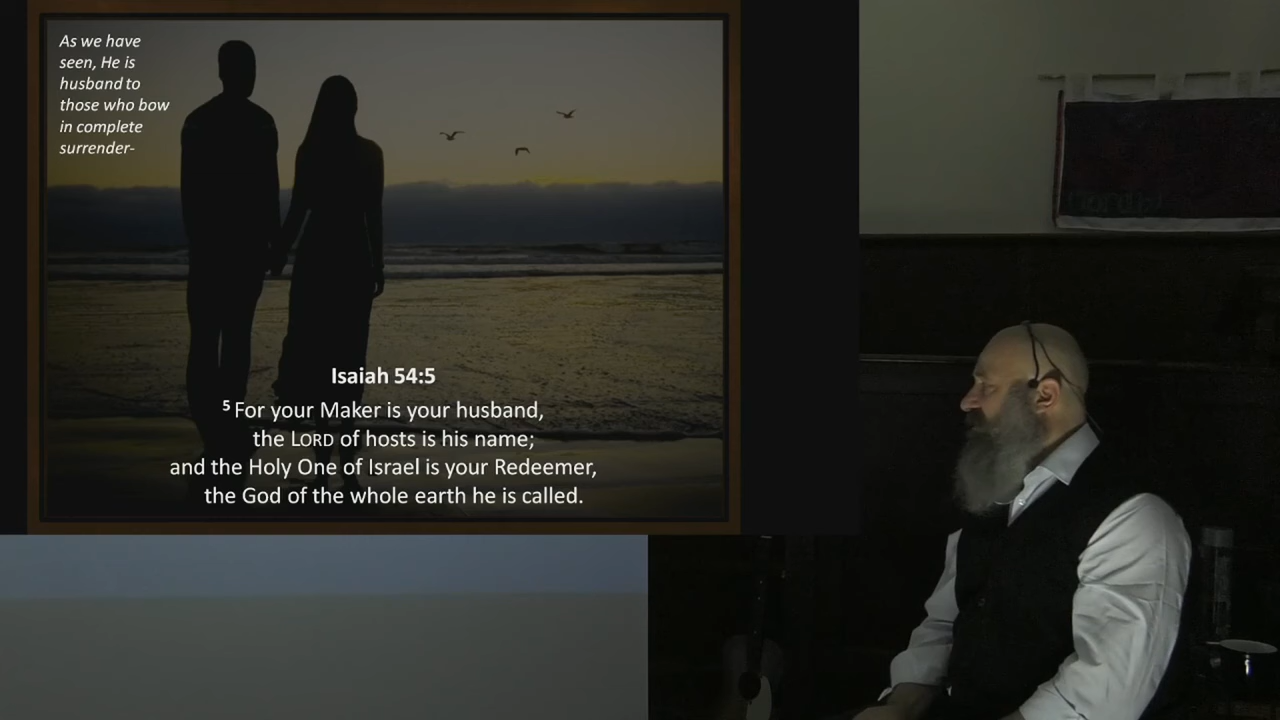 As we have
seen, He is
husband to
those who bow
in complete
surrender-
Isaiah 54:5
5 For your Maker is your husband,
the LORD of hosts is his name;
and the Holy One of Israel is your Redeemer,
the God of the whole earth he is called.